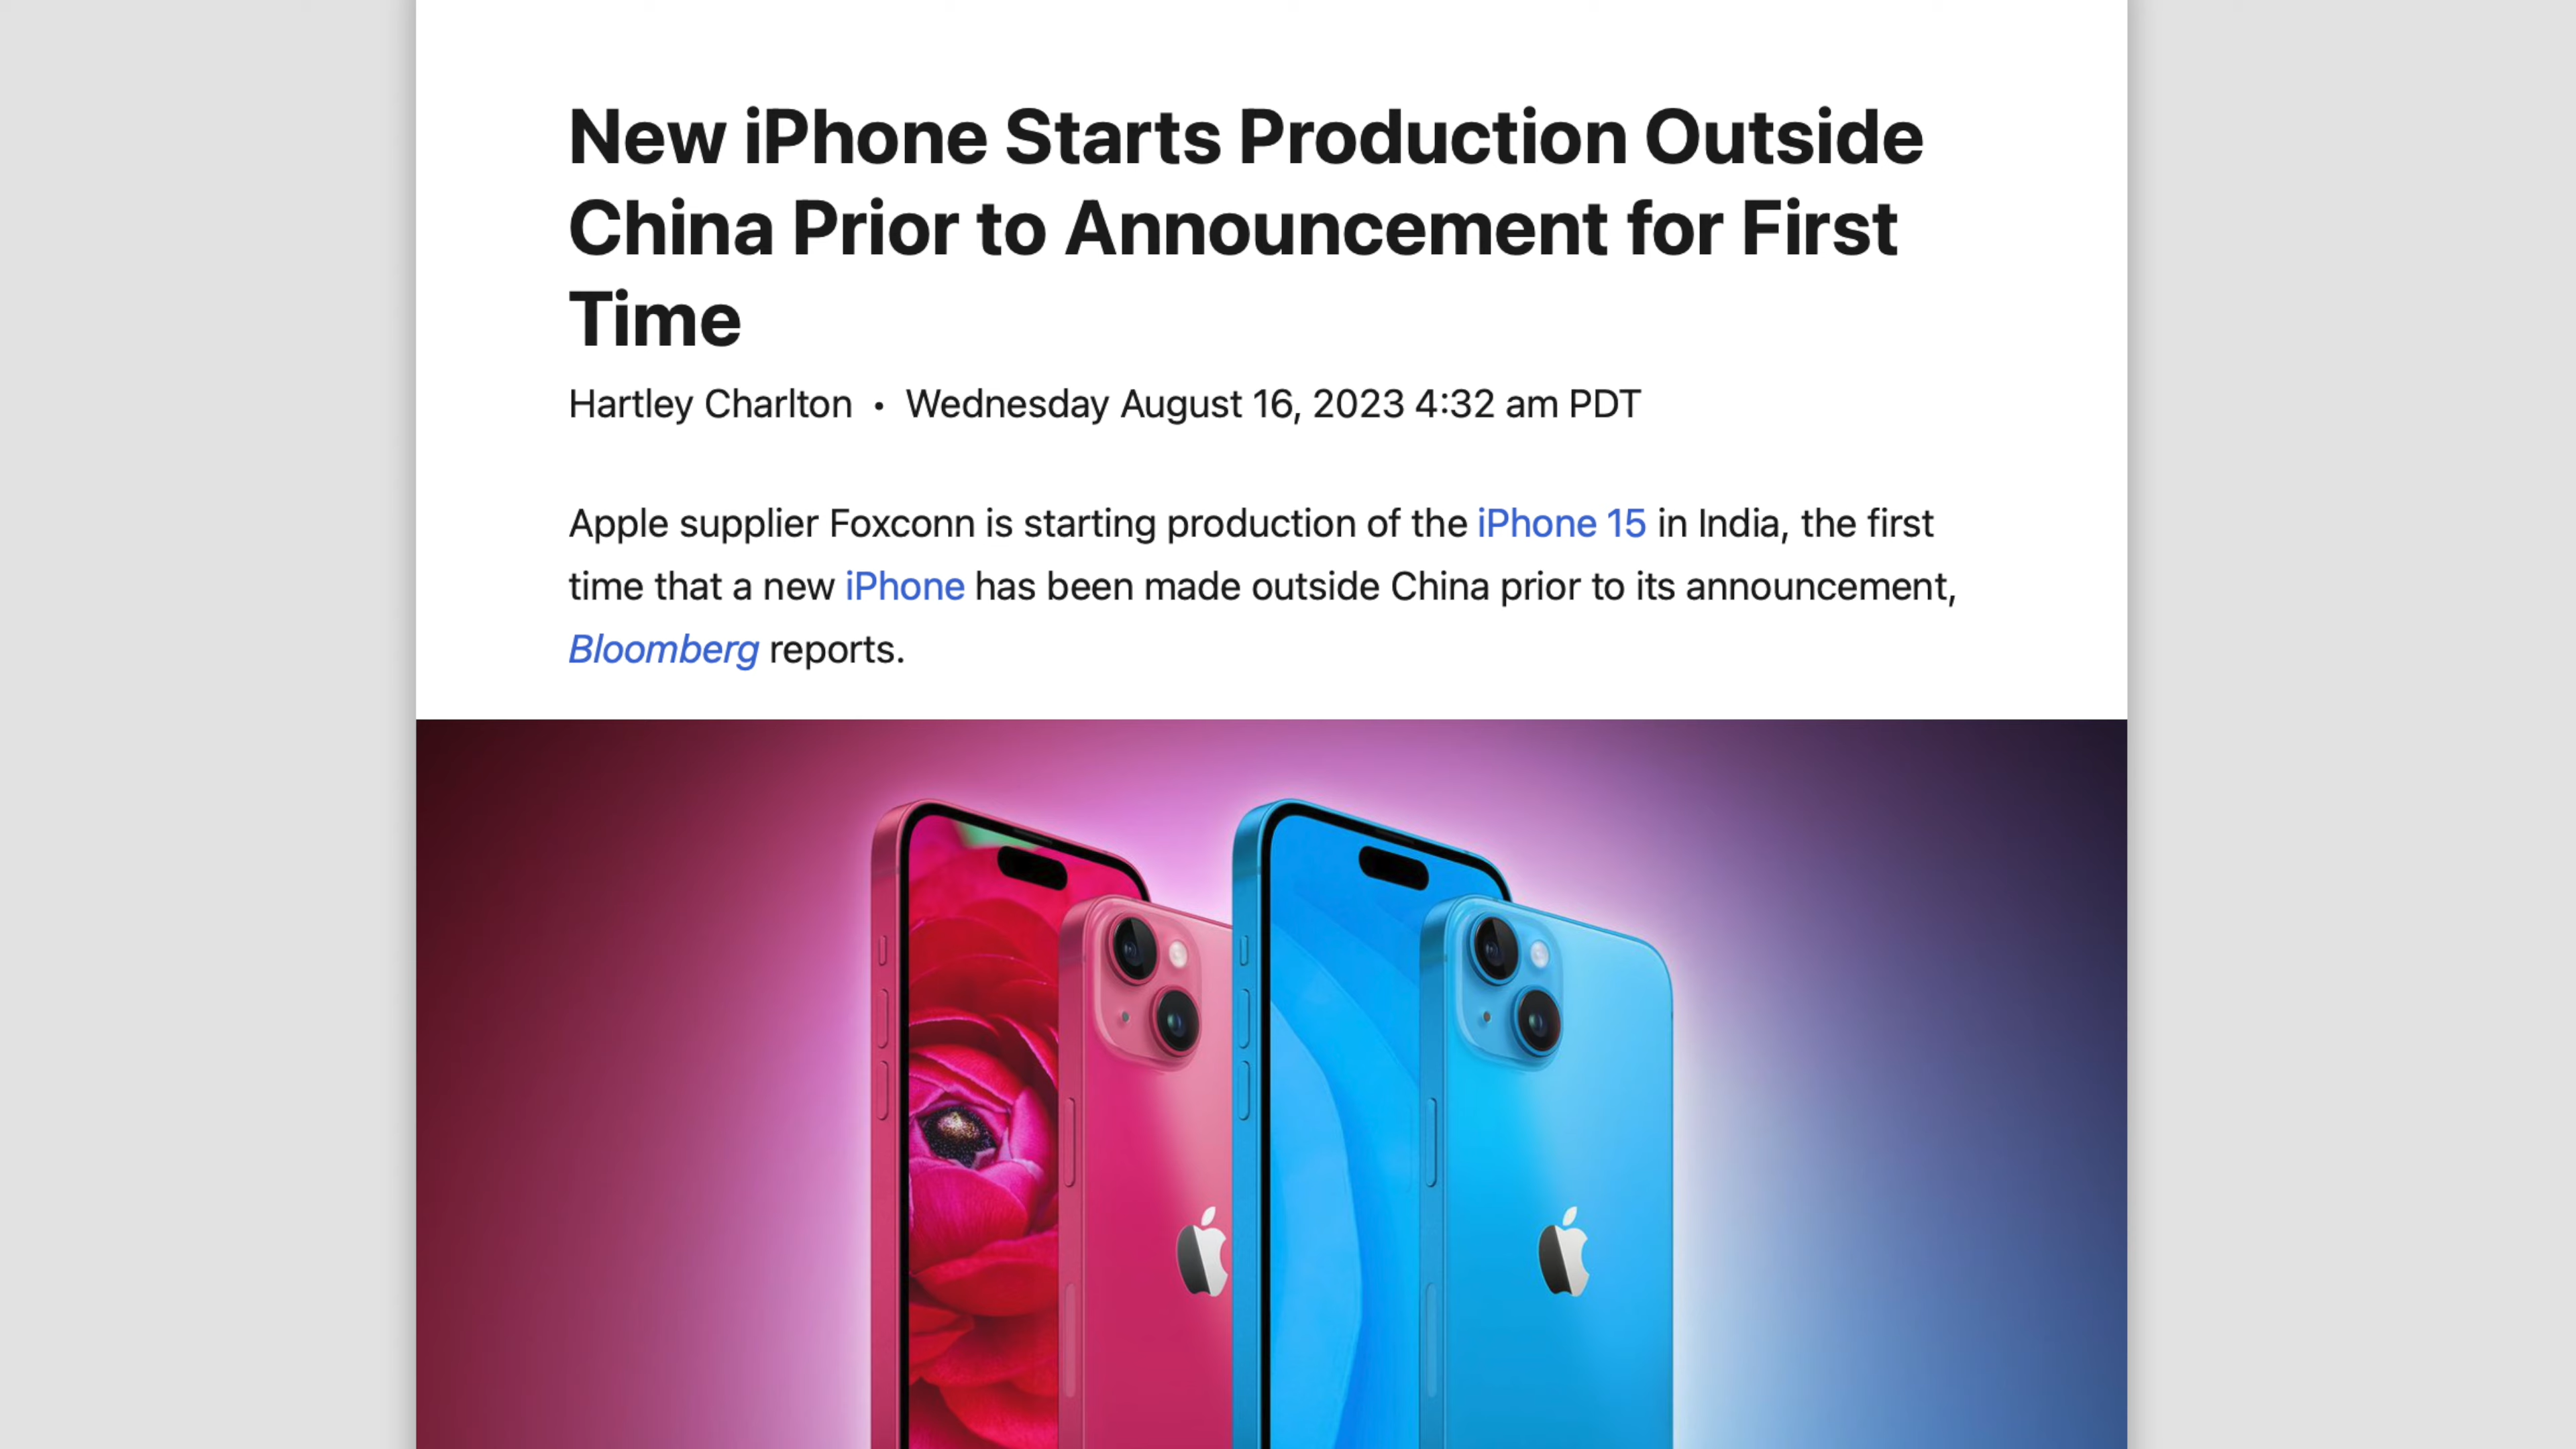 New iPhone Starts Production Outside
China Prior to Announcement for First
Time
Hartley Charlton • Wednesday August 16, 2023 4:32 am PDT
Apple supplier Foxconn is starting production of the iPhone 15 in India, the first
time that a new iPhone has been made outside China prior to its announcement,
Bloomberg reports.